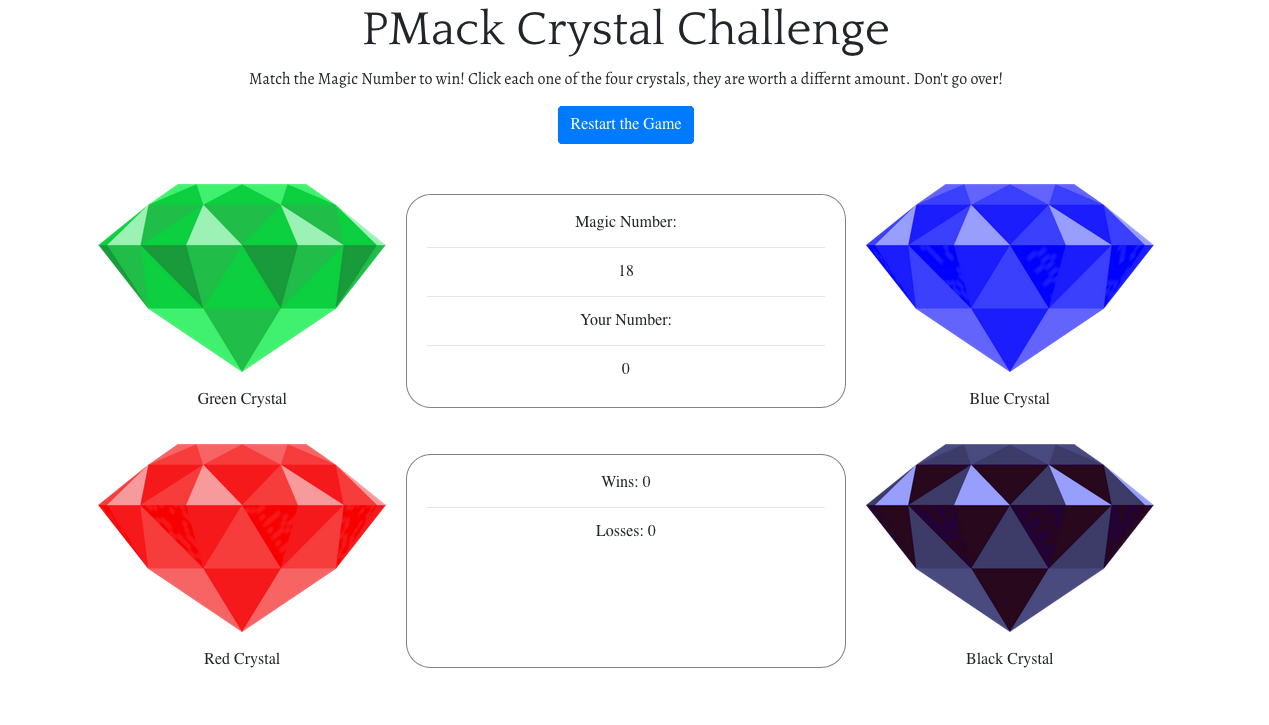 PMack Crystal Challenge
Match the Magic Number to win! Click each one of the four crystals, they are worth a differnt amount. Don't go over!
Restart the Game
Green Crystal
Magic Number:
18
Your Number:
0
Blue Crystal
Red Crystal
Wins: 0
Losses: 0
Black Crystal